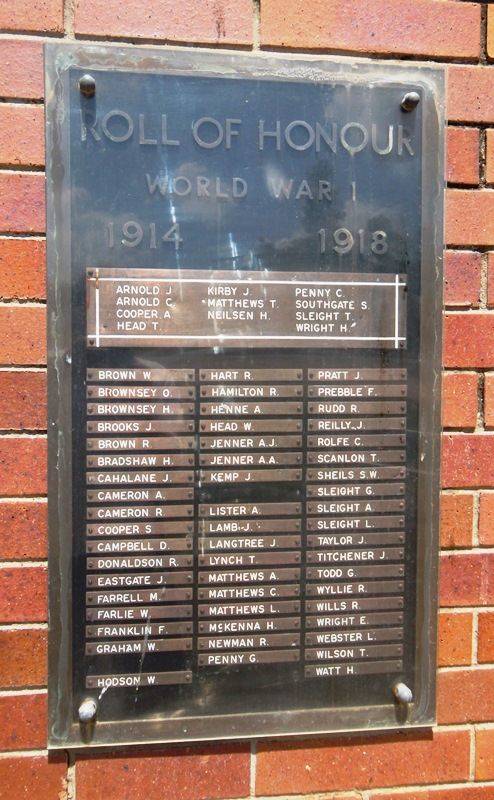 ROLL OF HONOUR
WORLD WAR I
1914 1918
ARNOLD J.
ARNOLD C.
COOPER A.
HEAD T.
KIRBY J.
MATTHEWS T.
NEILSEN H.
PENNY C.
SOUTHGATE S.
SLEIGHT T.
WRIGHT H.
BROWN W.
BROWNSEY O.
BROWNSEY H.
BROOKS J.
BROWN R.
BRADSHAW H.
CAHALANE J.
CAMERON A.
CAMERON R.
COOPER S.
CAMPBELL D.
DONALDSON R.
EASTGATE J.
FARRELL M.
FARLIE W.
FRANKLIN F.
GRAHAM W.
HODSON W.
HART R.
HAMILTON R.
HENNE A.
HEAD W.
JENNER A.J.
JENNER A.A.
KEMP J.
LISTER A.
LAMB J.
LANGTREE J.
LYNCH T.
MATTHEWS A.
MATTHEWS C.
MATTHEWS L.
McKENNA H.
NEWMAN R.
PENNY G.
PRATT J.
PREBBLE F.
RUDD R.
REILLY J.
ROLFE C.
SCANLON T.
SHEILS S.W.
SLEIGHT G.
SLEIGHT A.
SLEIGHT L.
TAYLOR J.
TITCHENER J.
TODD G.
WYLLIE R.
WILLS R.
WRIGHT E.
WEBSTER L.
WILSON T.
WATT H.